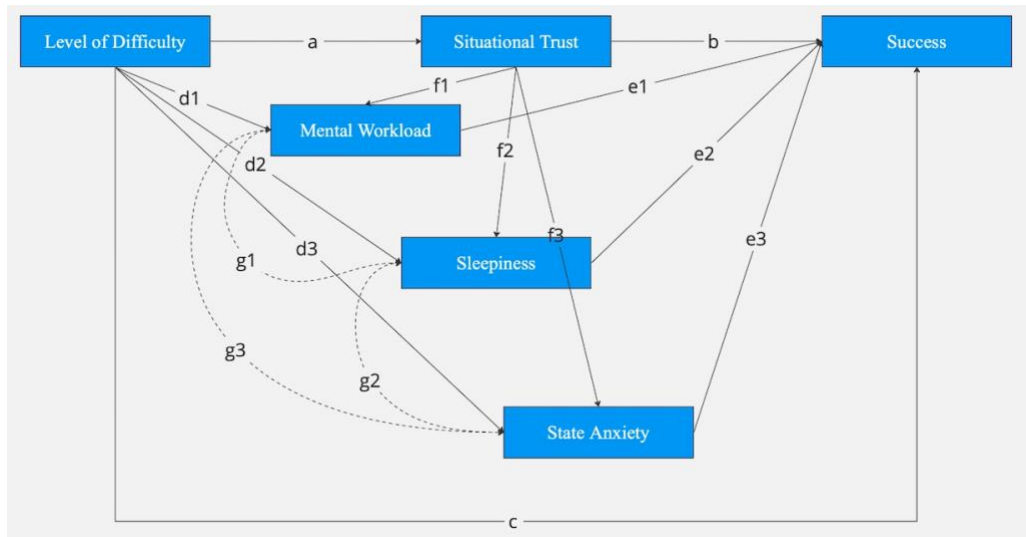 Level of Difficulty
a
Situational Trust
b
Success
d1
f1
e1
Mental Workload
d2
f2
e2
g1
d3
f3
e3
Sleepiness
g3
g2
State Anxiety
c